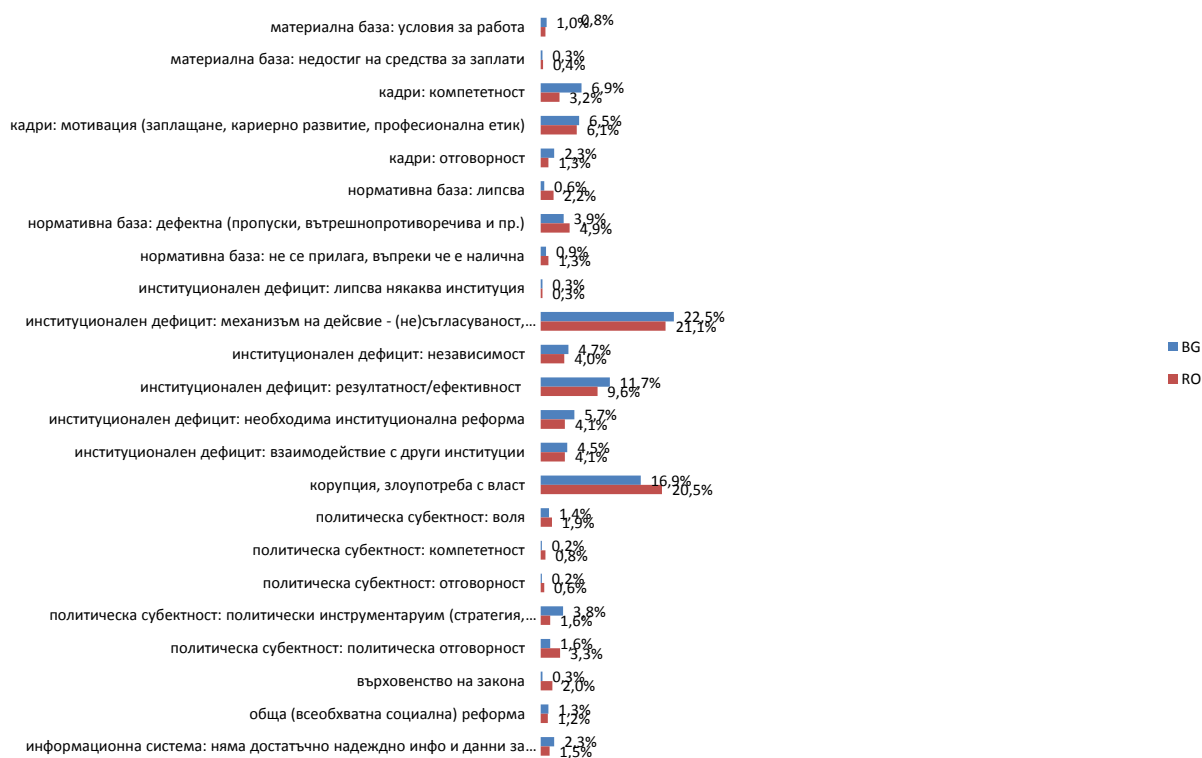 материална база: условия за работа 1,0% 0,8%
материална база: недостиг на средства за заплати 0,3% 0,4%
кадри: компететност 6,9% 3,2%
кадри: мотивация (заплащане, кариерно развитие, професионална етик) 6,5% 6,1%
кадри: отговорност 2,3% 1,3%
нормативна база: липсва 0,6% 2,2%
нормативна база: дефектна (пропуски, вътрешнопротиворечива и пр.) 3,9% 4,9%
нормативна база: не се прилага, въпреки че е налична 0,9% 1,3%
институционален дефицит: липсва някаква институция 0,3% 0,3%
институционален дефицит: механизъм на дейсвие - (не)съгласуваност,... 22,5% 21,1%
институционален дефицит: независимост 4,7% 4,0%
BG
институционален дефицит: резултатност/ефективност 11,7% 9,6%
RO
институционален дефицит: необходима институционална реформа 5,7% 4,1%
институционален дефицит: взаимодействие с други институции 4,5% 4,1%
корупция, злоупотреба с власт 16,9% 20,5%
политическа субектност: воля 1,4% 1,9%
политическа субектност: компететност 0,2% 0,8%
политическа субектност: отговорност 0,2% 0,6%
политическа субектност: политически инструментаруим (стратегия,... 3,8% 1,6%
политическа субектност: политическа отговорност 1,6% 3,3%
върховенство на закона 0,3% 2,0%
обща (всеобхватна социална) реформа 1,3% 1,2%
информационна система: няма достатъчно надеждно инфо и данни за... 2,3% 1,5%